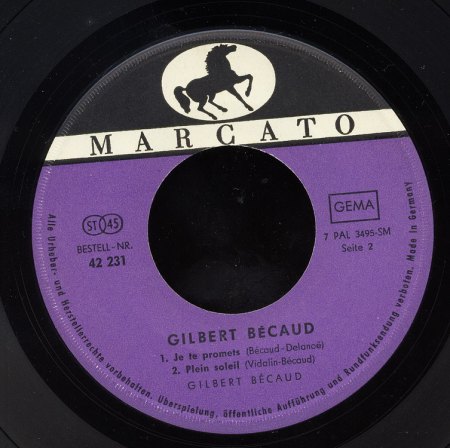 MARCATO
ST 45
BESTELL-NR.
42 231
GEMA
7 PAL 3495-SM
Seite 2
GILBERT BÉCAUD
1. Je te promets (Bécaud-Delanoë)
2. Plein soleil (Vidalin-Bécaud)
GILBERT BÉCAUD
Alle Urheber- und Herstellerrechte vorbehalten. Überspielung, öffentliche Aufführung und Rundfunksendung verboten. Made in Germany